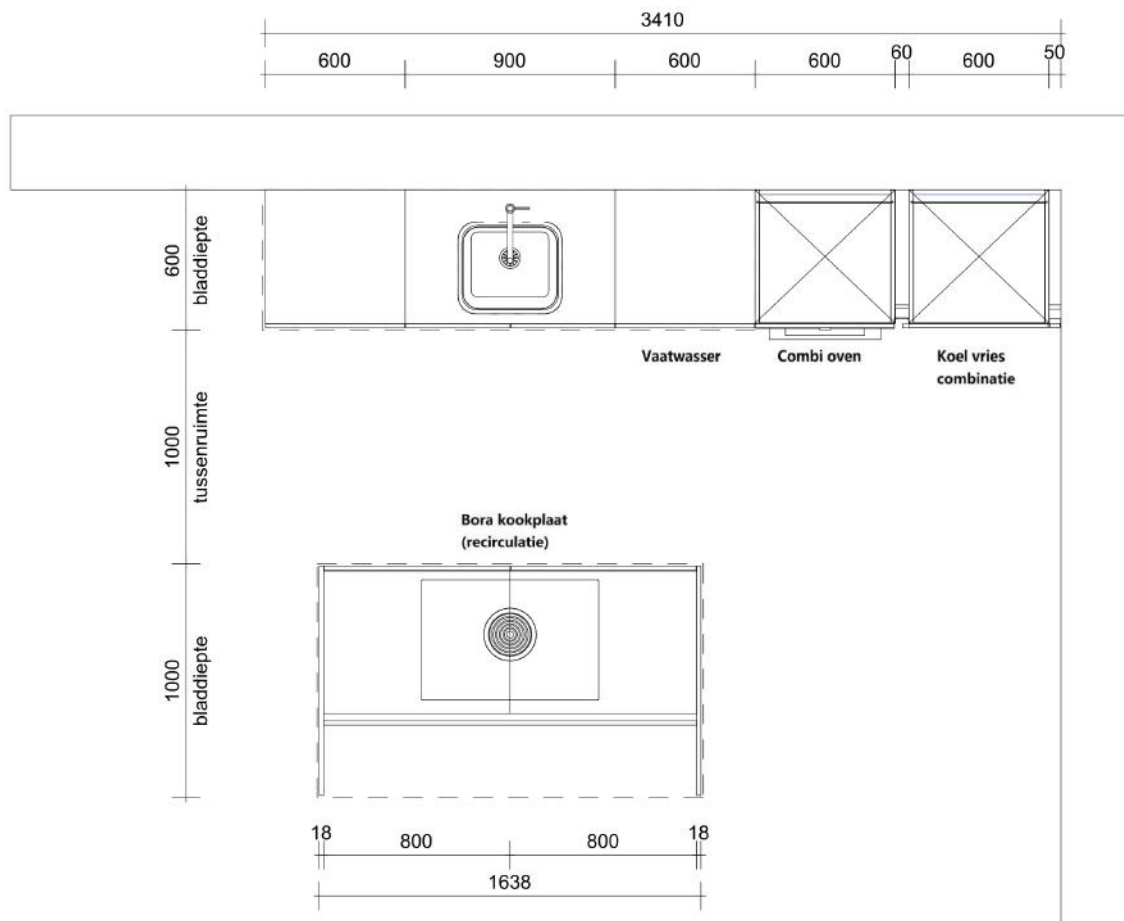 3410
600 900 600 600 60 600 50
600
bladdiepte
Vaatwasser
Combi oven
Koel vries
combinatie
1000
tussenruimte
Bora kookplaat
(recirculatie)
1000
bladdiepte
18 800 800 18
1638